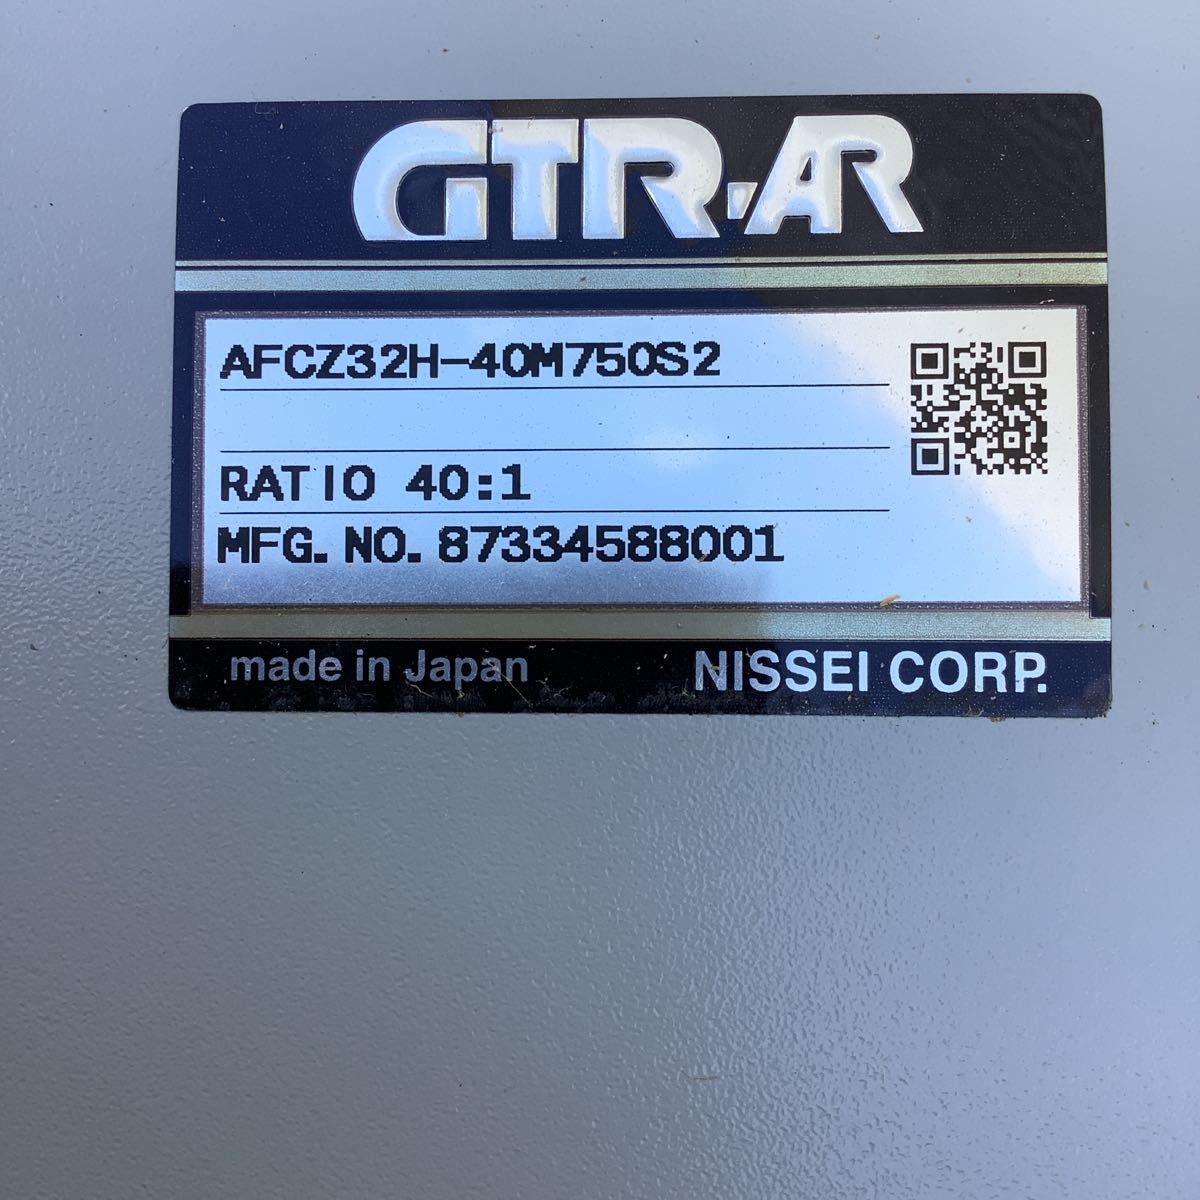 GTR-AR
AFCZ32H-40M750S2
RATIO 40:1
MFG. NO. 87334588001
made in Japan
NISSEI CORP.